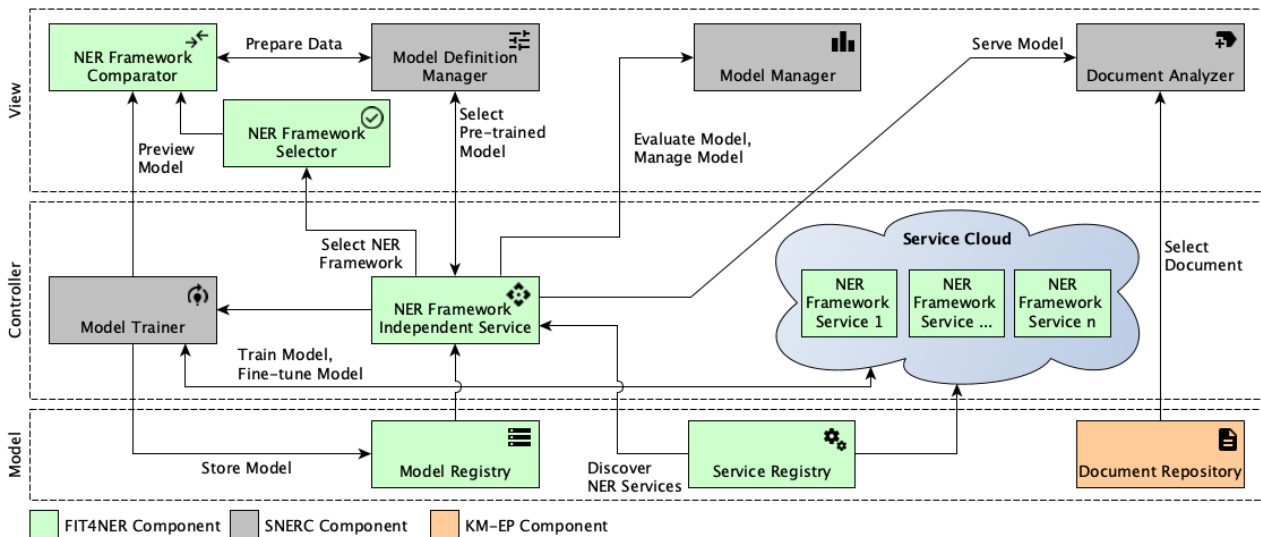 View
NER Framework
Comparator
Prepare Data
Model Definition
Manager
Model Manager
Serve Model
Document Analyzer
NER Framework
Selector
Preview
Model
Select
Pre-trained
Model
Evaluate Model,
Manage Model
Controller
Select NER
Framework
Service Cloud
Select
Document
Model Trainer
NER Framework
Independent Service
NER
Framework
Service 1
NER
Framework
Service ...
NER
Framework
Service n
Train Model,
Fine-tune Model
Model
Store Model
Model Registry
Discover
NER Services
Service Registry
Document Repository
FIT4NER Component
SNERC Component
KM-EP Component